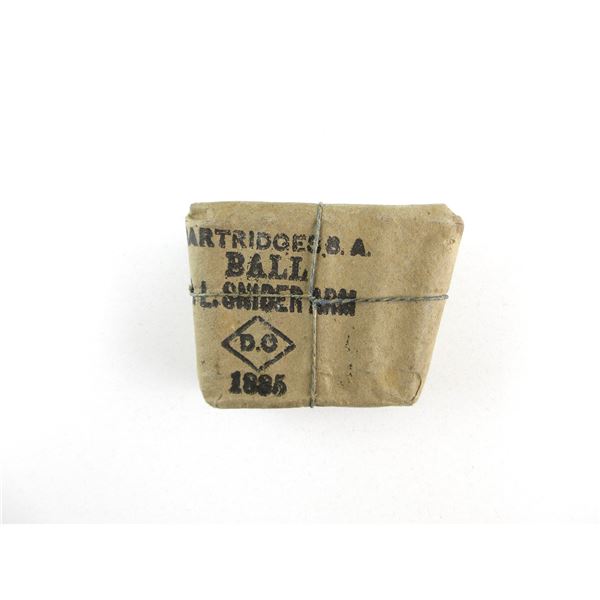 ARTRIDGES, S. A.
BALL
L. SNIDER ARM
D.C
1885